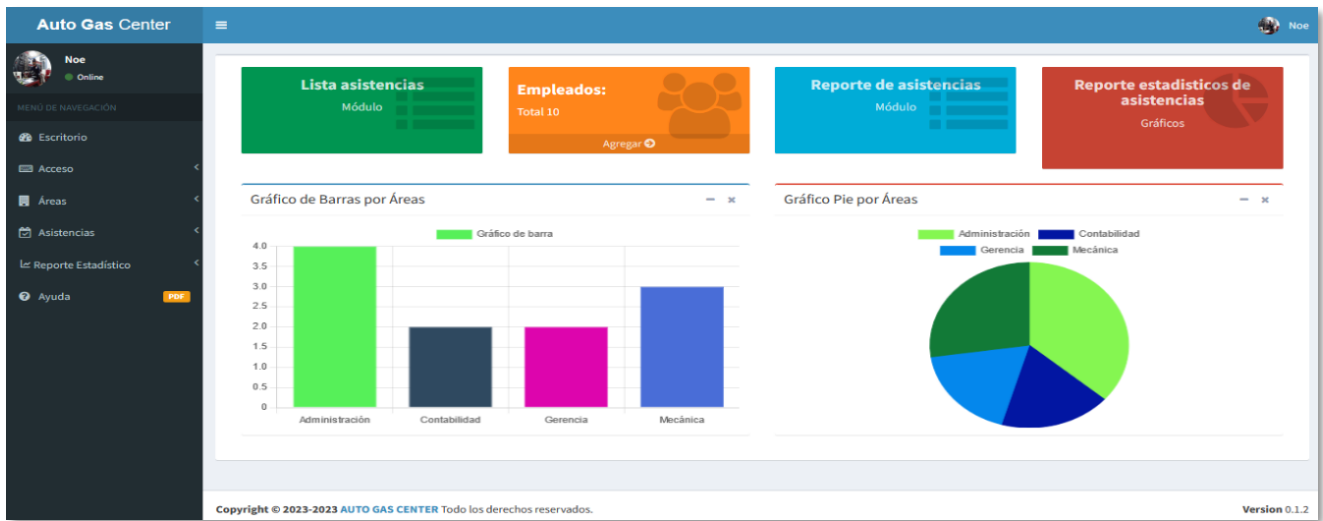 Auto Gas Center
Noe
Noe
Online
MENÚ DE NAVEGACIÓN
Escritorio
Acceso
Áreas
Asistencias
Reporte Estadístico
Ayuda
PDF
Lista asistencias
Módulo
Empleados:
Total 10
Agregar
Reporte de asistencias
Módulo
Reporte estadisticos de
asistencias
Gráficos
Gráfico de Barras por Áreas
Gráfico de barra
4.0
3.5
3.0
2.5
2.0
1.5
1.0
0.5
0
Administración Contabilidad Gerencia Mecánica
Gráfico Pie por Áreas
Administración Contabilidad
Gerencia Mecánica
Copyright © 2023-2023 AUTO GAS CENTER Todo los derechos reservados.
Version 0.1.2